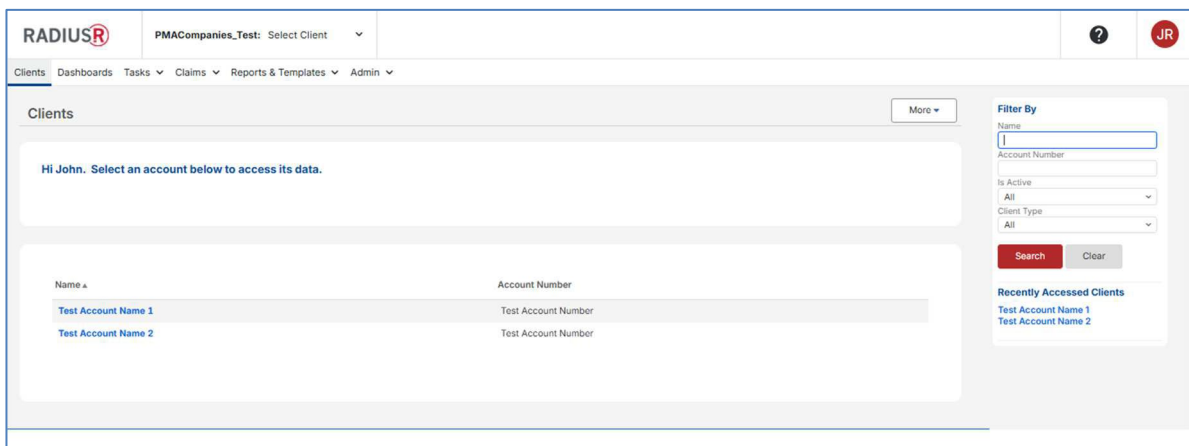 RADIUSR
PMACompanies_Test: Select Client
?
JR
Clients Dashboards Tasks Claims Reports & Templates Admin
Clients
More
Hi John. Select an account below to access its data.
Name Account Number
Test Account Name 1 Test Account Number
Test Account Name 2 Test Account Number
Filter By
Name
Account Number
Is Active
All
Client Type
All
Search Clear
Recently Accessed Clients
Test Account Name 1
Test Account Name 2